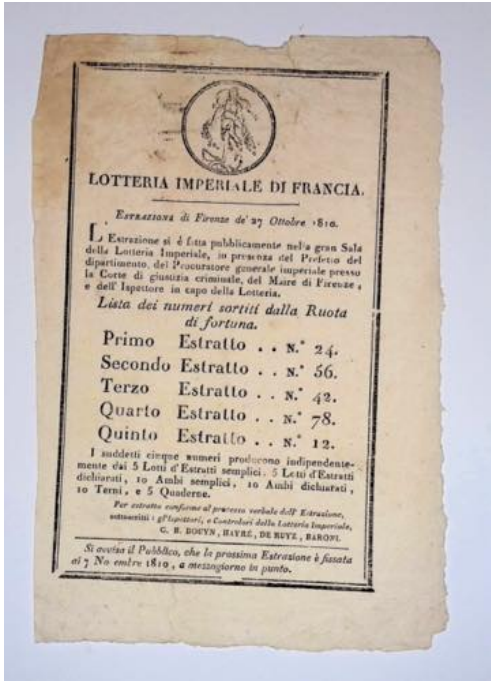 LOTTERIA IMPERIALE DI FRANCIA.
ESTRAZIONE di Firenze de' 27 Ottobre 1810.
L Estrazione si è fatta pubblicamente nella gran Sala
della Lotteria Imperiale, in presenza del Prefetto del
dipartimento, del Procuratore generale imperiale presso
la Corte di giustizia criminale, del Maire di Firenze,
e dell' Ispettore in capo della Lotteria.
Lista dei numeri sortiti dalla Ruota
di fortuna.
Primo Estratto . . N.° 24.
Secondo Estratto . . N.° 56.
Terzo Estratto . . N.° 42.
Quarto Estratto . . N.° 78.
Quinto Estratto . . N.° 12.
I suddetti cinque numeri producono indipendente-
mente dai 5 Lotti d'Estratti semplici, 5 Lotti d'Estratti
dichiarati, 10 Ambi semplici, 10 Ambi dichiarati,
10 Terni, e 5 Quaderne.
Per estratto conforme al processo verbale dell' Estrazione,
sottoscritti gl'Ispettori, e Controlori della Lotteria Imperiale,
G. B. BOUYN, HAYRÉ, DE RUYZ, BARONI.
Si avvisa il Pubblico, che la prossima Estrazione è fissata
ai 7 No embre 1810, a mezzogiorno in punto.